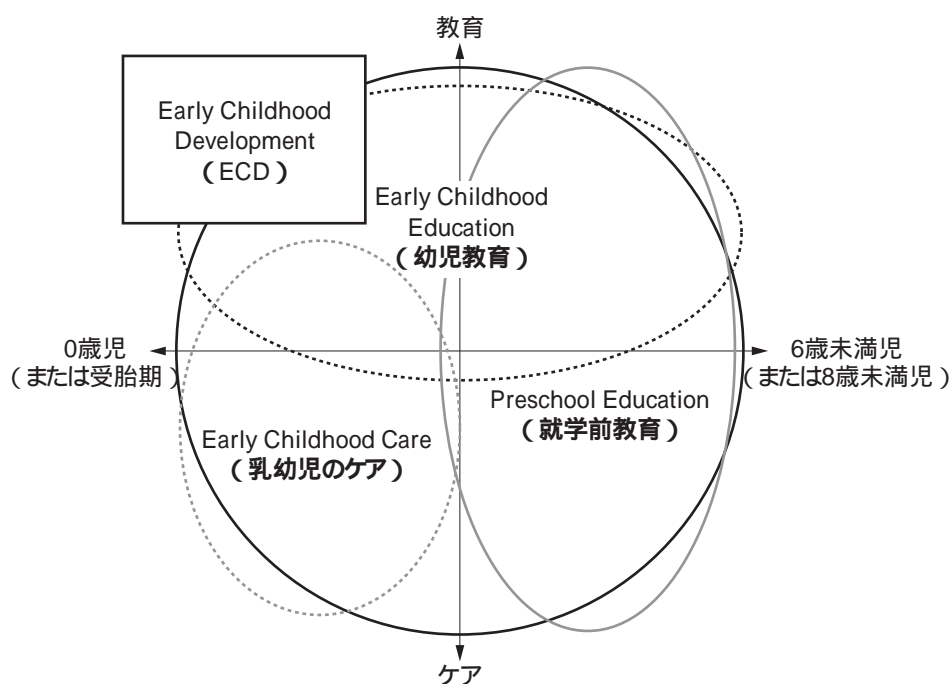 教育
Early Childhood
Development
（ECD）
Early Childhood
Education
（幼児教育）
0歳児
（または受胎期）
6歳未満児
（または8歳未満児）
Preschool Education
（就学前教育）
Early Childhood Care
（乳幼児のケア）
ケア